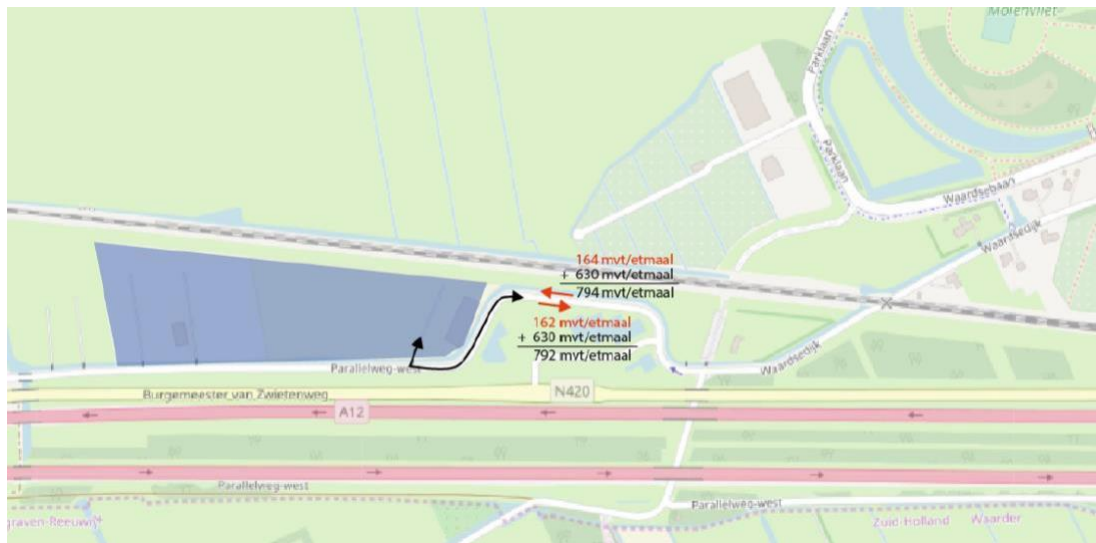 Molenvliet
Parklaan
Parklaan
Waardsebaan
Waardsedijk
164 mvt/etmaal
+ 630 mvt/etmaal
794 mvt/etmaal
162 mvt/etmaal
+ 630 mvt/etmaal
792 mvt/etmaal
Waardsedijk
Parallelweg-west
Burgemeester van Zwietenweg
N420
A12
Parallelweg-west
Parallelweg-west
graven-Reeuwijk
Zuid-Holland
Waarder